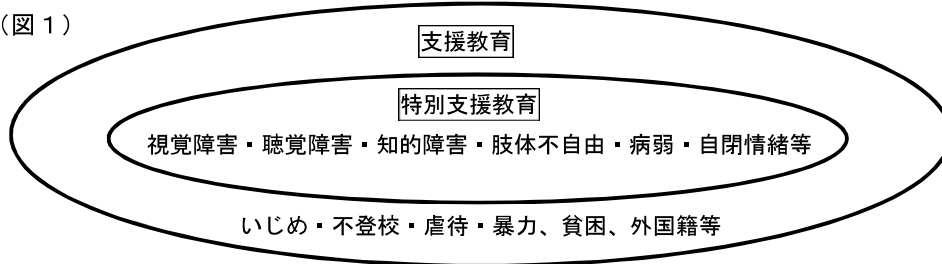 (図1)
支援教育
特別支援教育
視覚障害・聴覚障害・知的障害・肢体不自由・病弱・自閉情緒等
いじめ・不登校・虐待・暴力、貧困、外国籍等